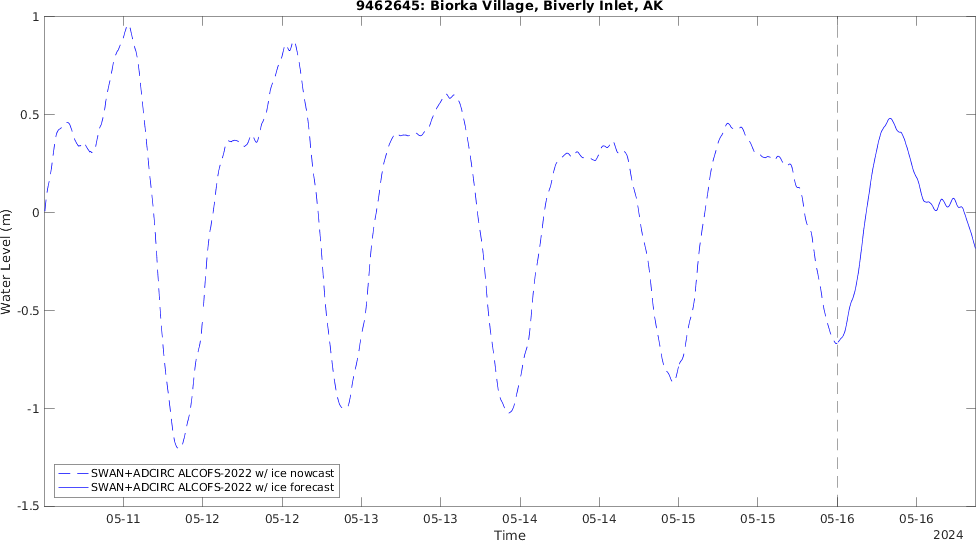 9462645: Biorka Village, Biverly Inlet, AK
1
0.5
0
-0.5
-1
-1.5
Water Level (m)
SWAN+ADCIRC ALCOFS-2022 w/ ice nowcast
SWAN+ADCIRC ALCOFS-2022 w/ ice forecast
05-11 05-12 05-12 05-13 05-13 05-14 05-14 05-15 05-15 05-16 05-16
Time
2024